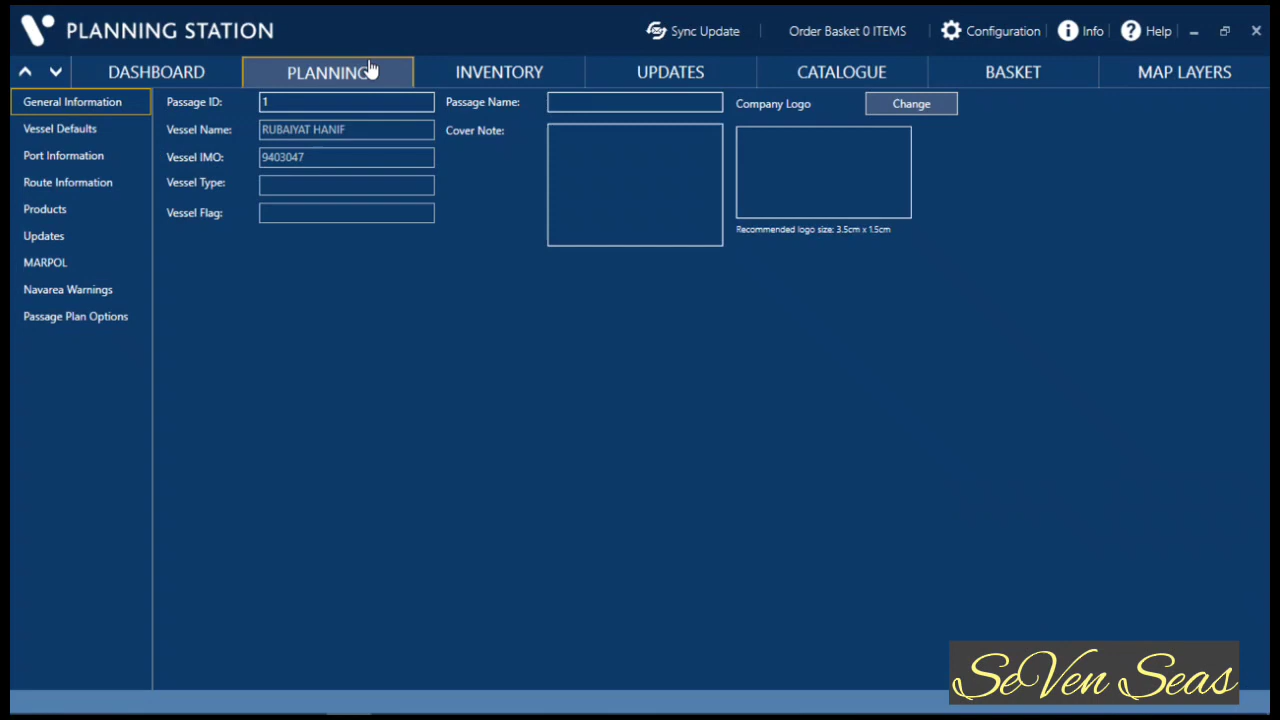 PLANNING STATION
Sync Update
Order Basket 0 ITEMS
Configuration
Info
Help
DASHBOARD
PLANNING
INVENTORY
UPDATES
CATALOGUE
BASKET
MAP LAYERS
General Information
Vessel Defaults
Port Information
Route Information
Products
Updates
MARPOL
Navarea Warnings
Passage Plan Options
Passage ID: 1
Vessel Name: RUBAIYAT HANIF
Vessel IMO: 9403047
Vessel Type:
Vessel Flag:
Passage Name:
Cover Note:
Company Logo
Change
Recommended logo size: 3.5cm x 1.5cm
SeVen Seas